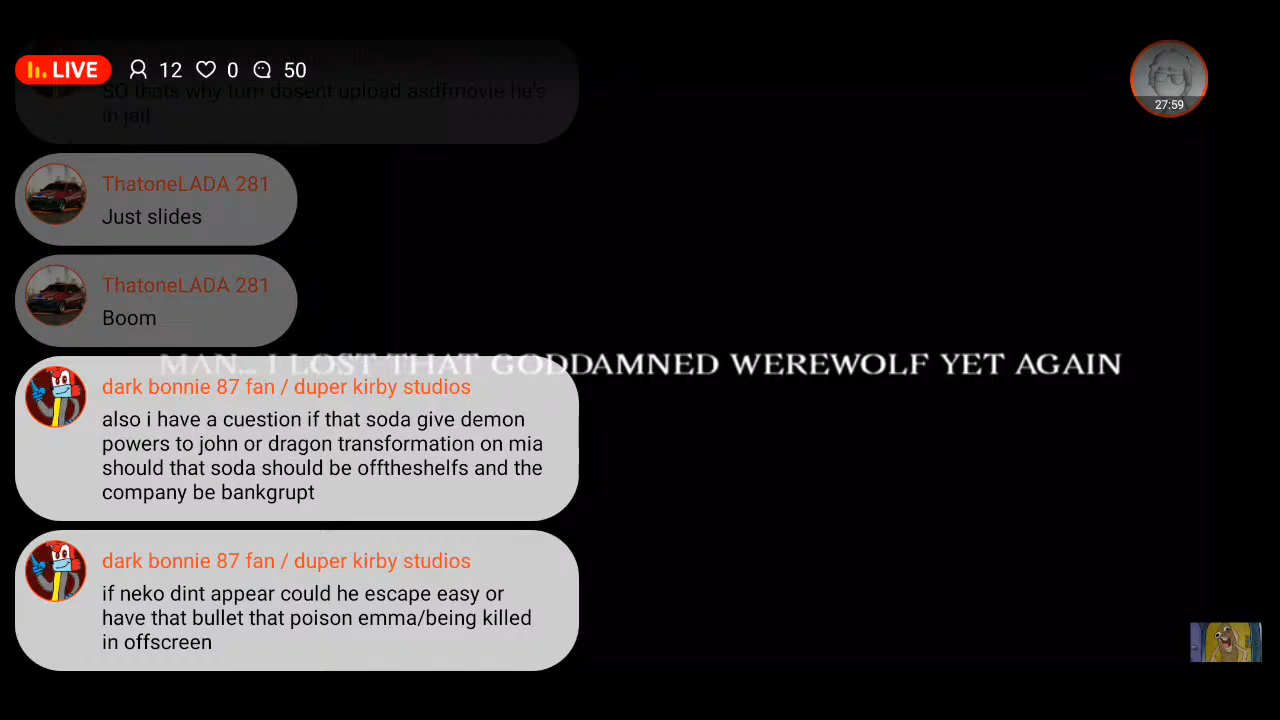 LIVE 12 0 50
27:59
SO thats why tum dosent upload asdfmovie he's
in jail
ThatoneLADA 281
Just slides
ThatoneLADA 281
Boom
MAN... I LOST THAT GODDAMNED WEREWOLF YET AGAIN
dark bonnie 87 fan / duper kirby studios
also i have a cuestion if that soda give demon
powers to john or dragon transformation on mia
should that soda should be offtheshelfs and the
company be bankgrupt
dark bonnie 87 fan / duper kirby studios
if neko dint appear could he escape easy or
have that bullet that poison emma/being killed
in offscreen